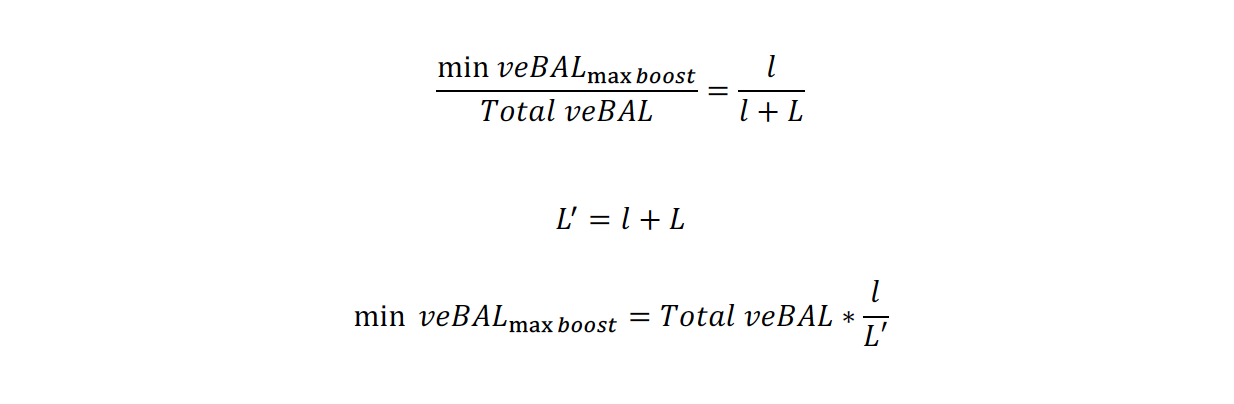 min veBAL_max boost / Total veBAL = l / l + L
L′ = l + L
min veBAL_max boost = Total veBAL * l / L′